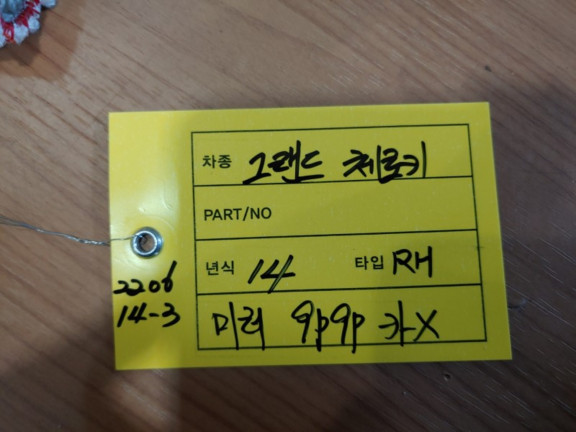 차종 그랜드 체로키
PART/NO
년식 14 타입 RH
미러 9p9p 카X
2206
14-3